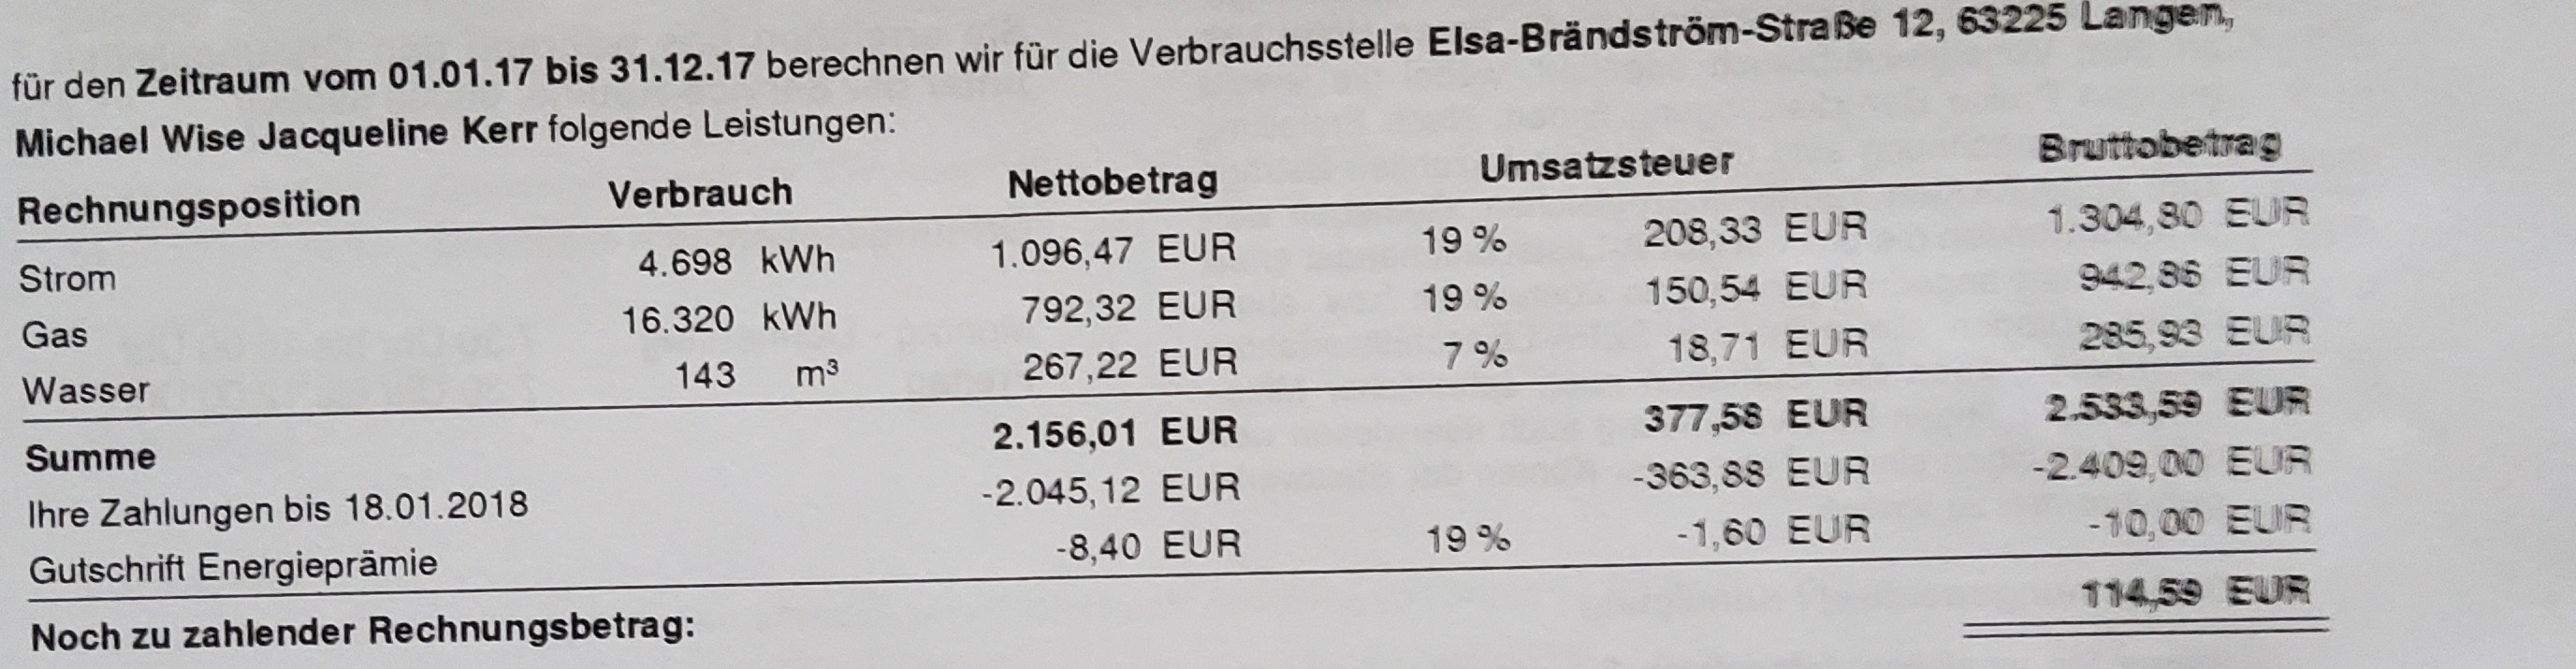 für den Zeitraum vom 01.01.17 bis 31.12.17 berechnen wir für die Verbrauchsstelle Elsa-Brändström-Straße 12, 63225 Langen,
Michael Wise Jacqueline Kerr folgende Leistungen:
Rechnungsposition Verbrauch Nettobetrag Umsatzsteuer Bruttobetrag
Strom 4.698 kWh 1.096,47 EUR 19 % 208,33 EUR 1.304,80 EUR
Gas 16.320 kWh 792,32 EUR 19 % 150,54 EUR 942,86 EUR
Wasser 143 m³ 267,22 EUR 7 % 18,71 EUR 285,93 EUR
Summe 2.156,01 EUR 377,58 EUR 2.533,59 EUR
Ihre Zahlungen bis 18.01.2018 -2.045,12 EUR -363,88 EUR -2.409,00 EUR
Gutschrift Energieprämie -8,40 EUR 19 % -1,60 EUR -10,00 EUR
Noch zu zahlender Rechnungsbetrag: 114,59 EUR